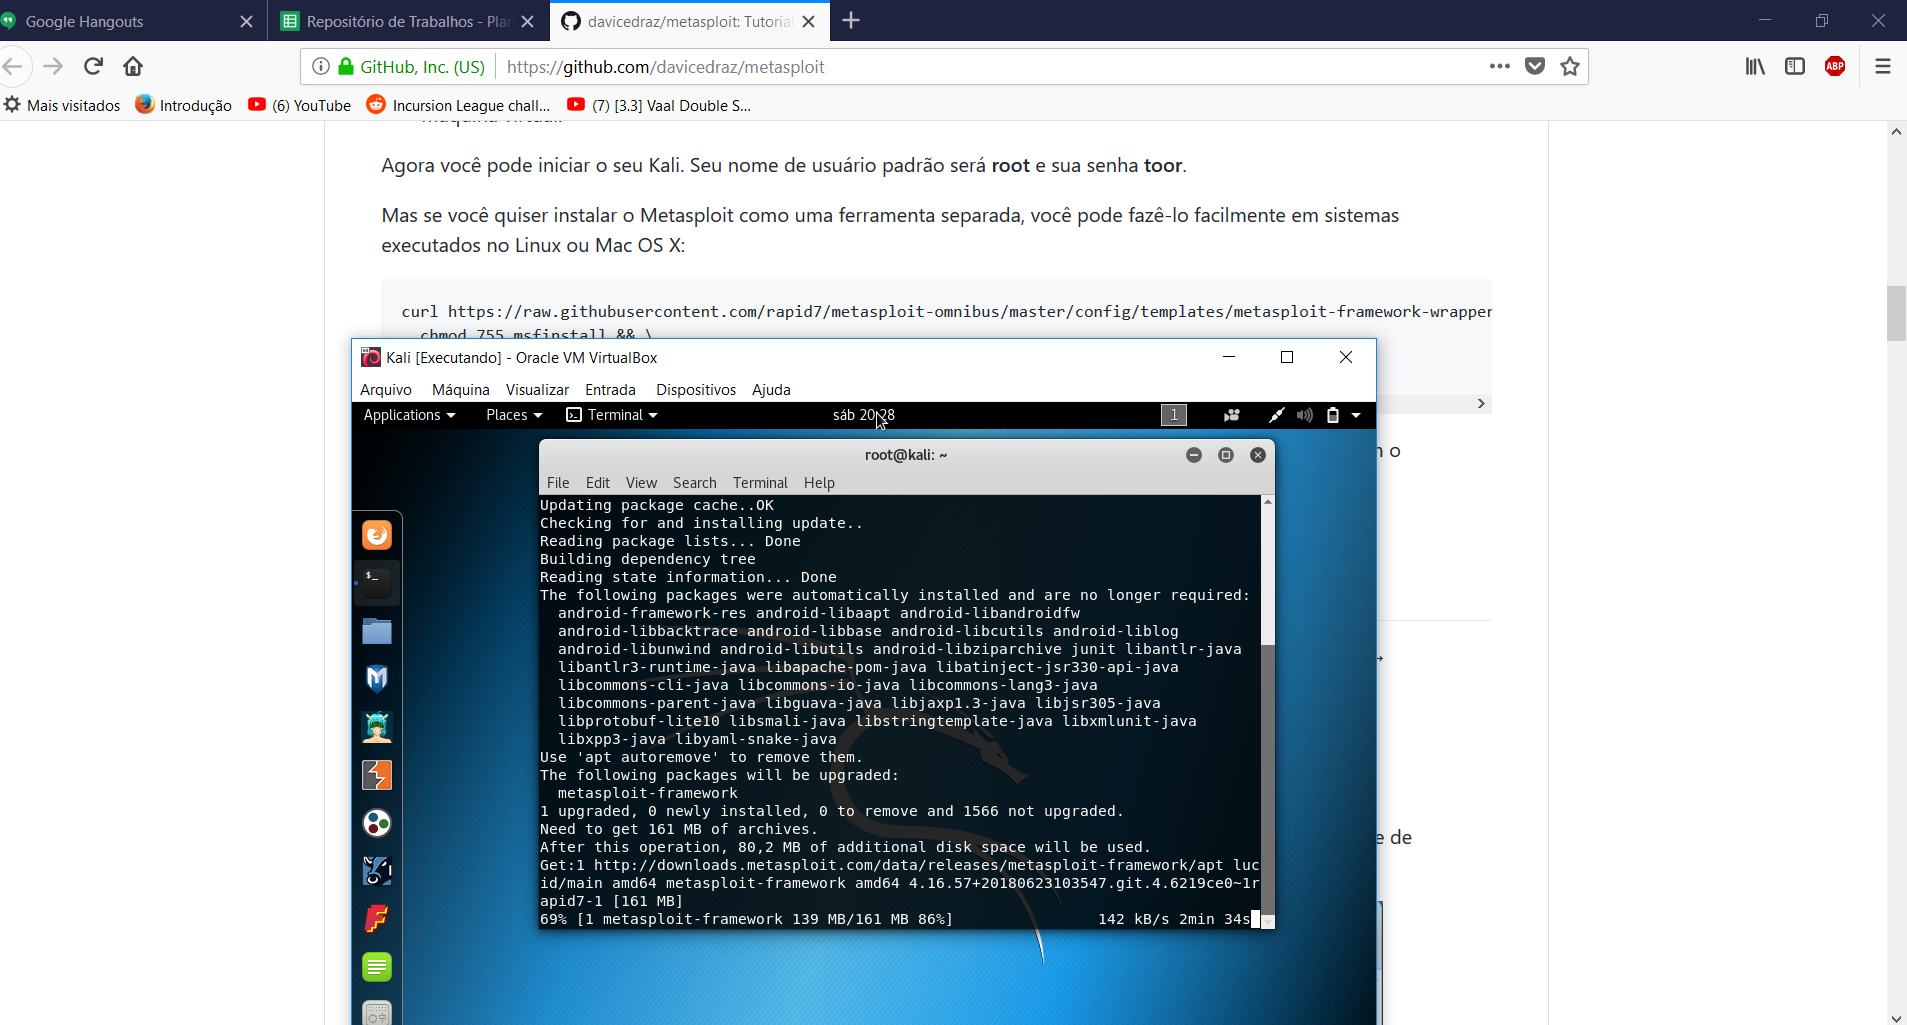 Google Hangouts
Repositório de Trabalhos - Plan
davicedraz/metasploit: Tutorial
GitHub, Inc. (US)
https://github.com/davicedraz/metasploit
ABP
Mais visitados
Introdução
(6) YouTube
Incursion League chall...
(7) [3.3] Vaal Double S...
Agora você pode iniciar o seu Kali. Seu nome de usuário padrão será root e sua senha toor.
Mas se você quiser instalar o Metasploit como uma ferramenta separada, você pode fazê-lo facilmente em sistemas
executados no Linux ou Mac OS X:
curl https://raw.githubusercontent.com/rapid7/metasploit-omnibus/master/config/templates/metasploit-framework-wrapper
chmod 755 msfinstall && \
Kali [Executando] - Oracle VM VirtualBox
Arquivo Máquina Visualizar Entrada Dispositivos Ajuda
Applications Places Terminal sáb 20:28 1
o
root@kali: ~
File Edit View Search Terminal Help
Updating package cache..OK
Checking for and installing update..
Reading package lists... Done
Building dependency tree
Reading state information... Done
The following packages were automatically installed and are no longer required:
android-framework-res android-libaapt android-libandroidfw
android-libbacktrace android-libbase android-libcutils android-liblog
android-libunwind android-libutils android-libziparchive junit libantlr-java
libantlr3-runtime-java libapache-pom-java libatinject-jsr330-api-java
libcommons-cli-java libcommons-io-java libcommons-lang3-java
libcommons-parent-java libguava-java libjaxp1.3-java libjsr305-java
libprotobuf-lite10 libsmali-java libstringtemplate-java libxmlunit-java
libxpp3-java libyaml-snake-java
Use 'apt autoremove' to remove them.
The following packages will be upgraded:
metasploit-framework
1 upgraded, 0 newly installed, 0 to remove and 1566 not upgraded.
Need to get 161 MB of archives.
e de
After this operation, 80,2 MB of additional disk space will be used.
Get:1 http://downloads.metasploit.com/data/releases/metasploit-framework/apt luc
id/main amd64 metasploit-framework amd64 4.16.57+20180623103547.git.4.6219ce0~1r
apid7-1 [161 MB]
69% [1 metasploit-framework 139 MB/161 MB 86%] 142 kB/s 2min 34s